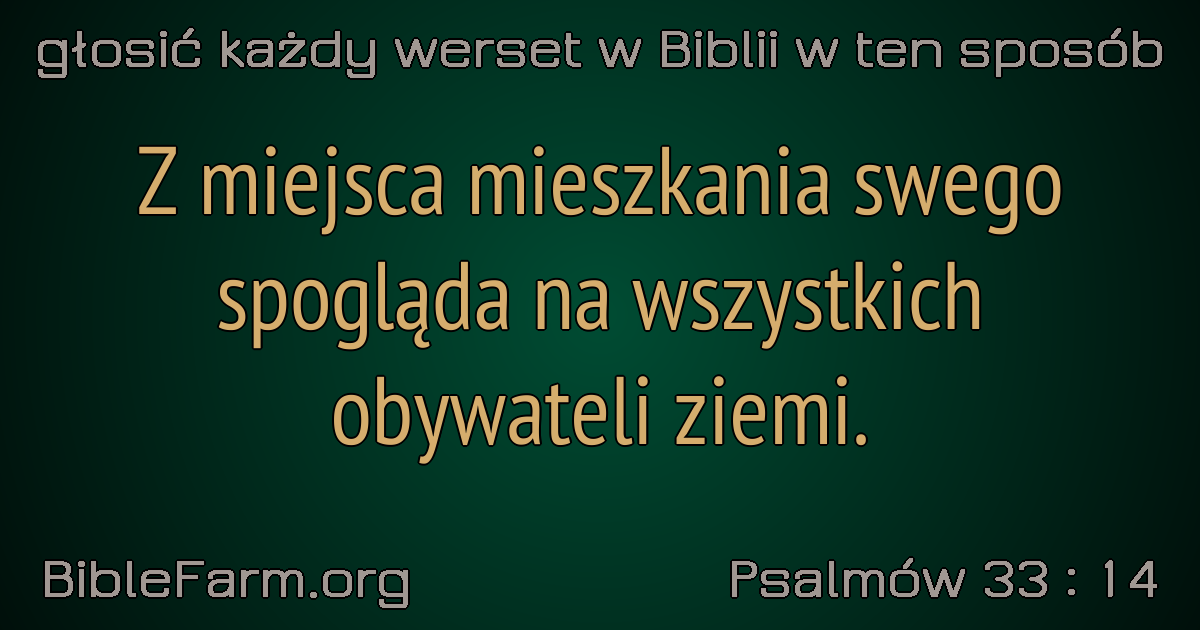 głosić każdy werset w Biblii w ten sposób
Z miejsca mieszkania swego
spogląda na wszystkich
obywateli ziemi.
BibleFarm.org
Psalmów 33 : 14